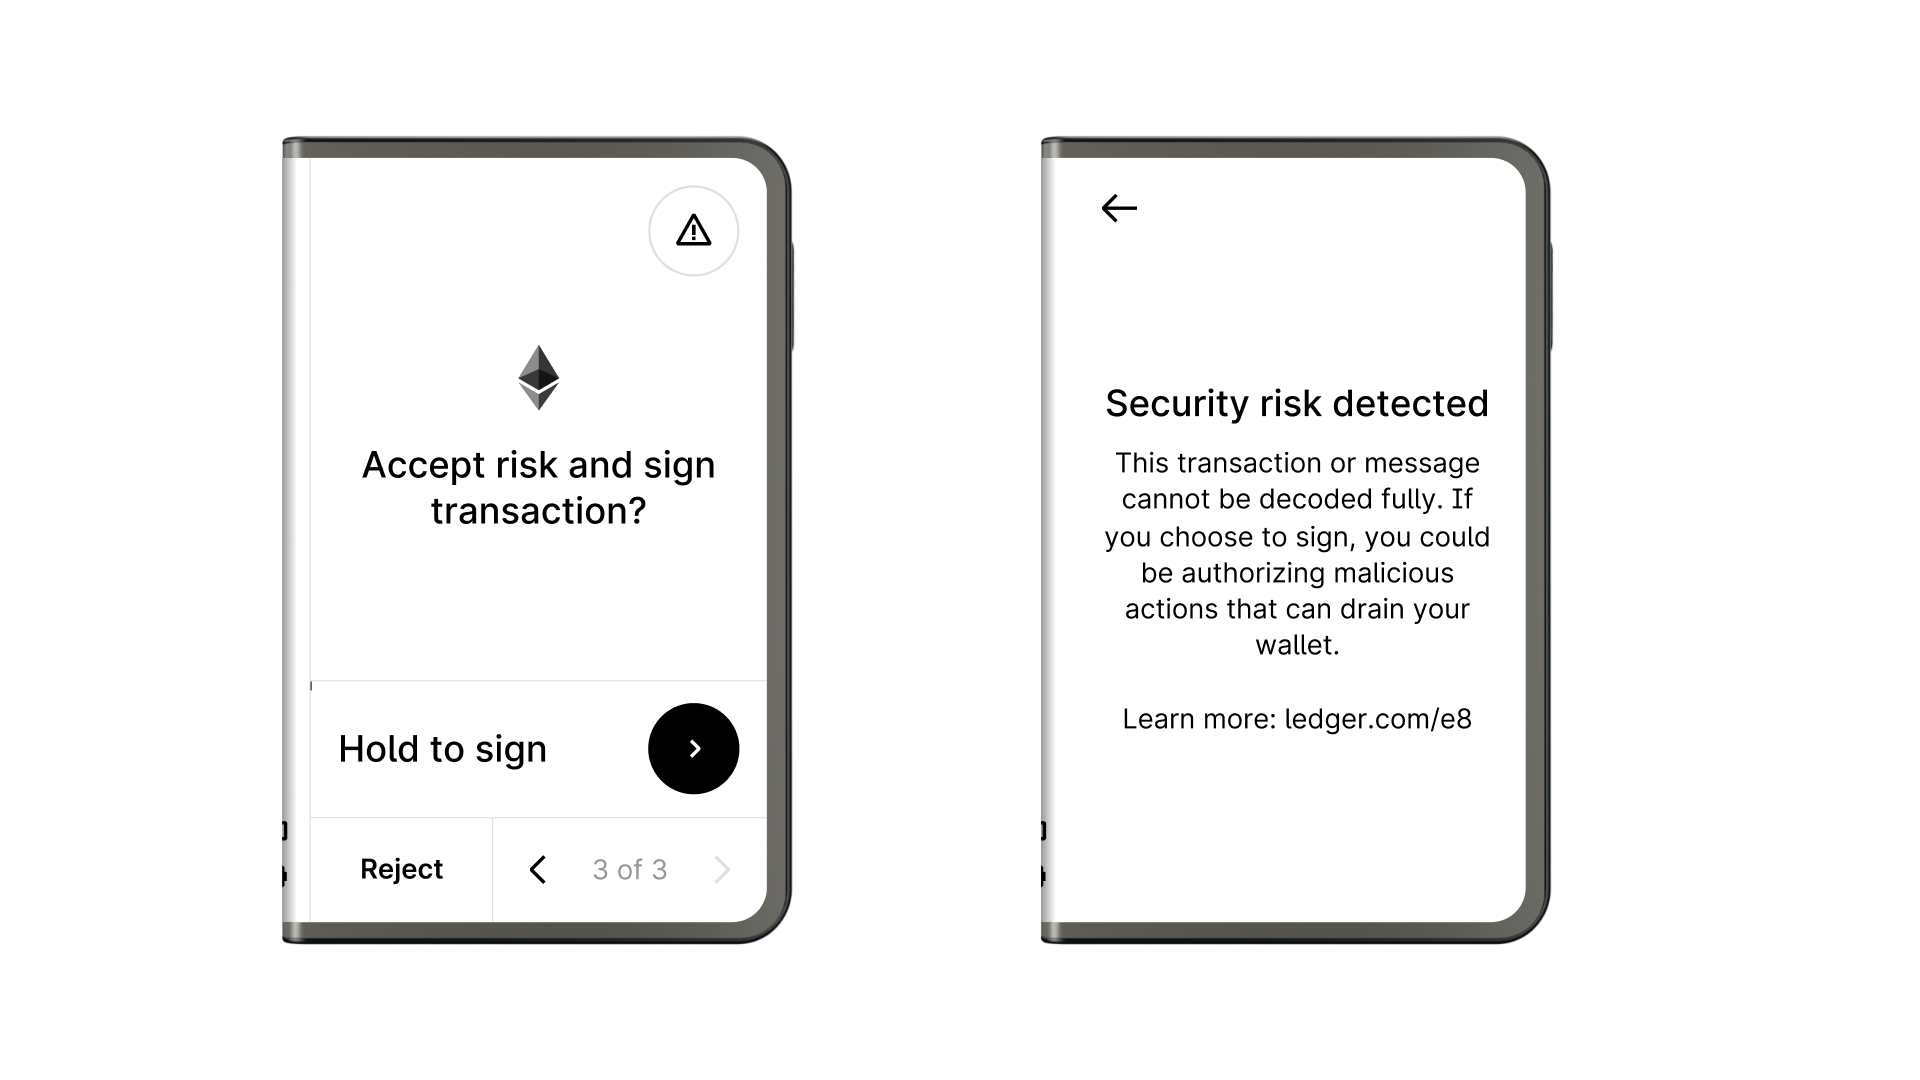 Accept risk and sign
transaction?
Hold to sign
Reject
3 of 3
Security risk detected
This transaction or message
cannot be decoded fully. If
you choose to sign, you could
be authorizing malicious
actions that can drain your
wallet.
Learn more: ledger.com/e8